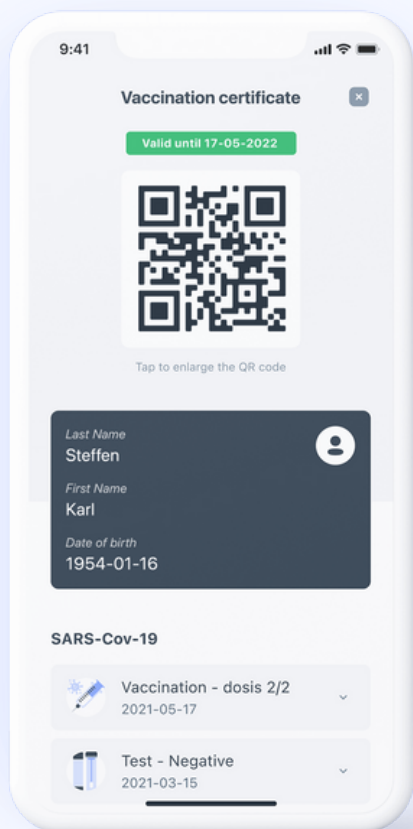 9:41
Vaccination certificate
Valid until 17-05-2022
Tap to enlarge the QR code
Last Name
Steffen
First Name
Karl
Date of birth
1954-01-16
SARS-Cov-19
Vaccination - dosis 2/2
2021-05-17
Test - Negative
2021-03-15